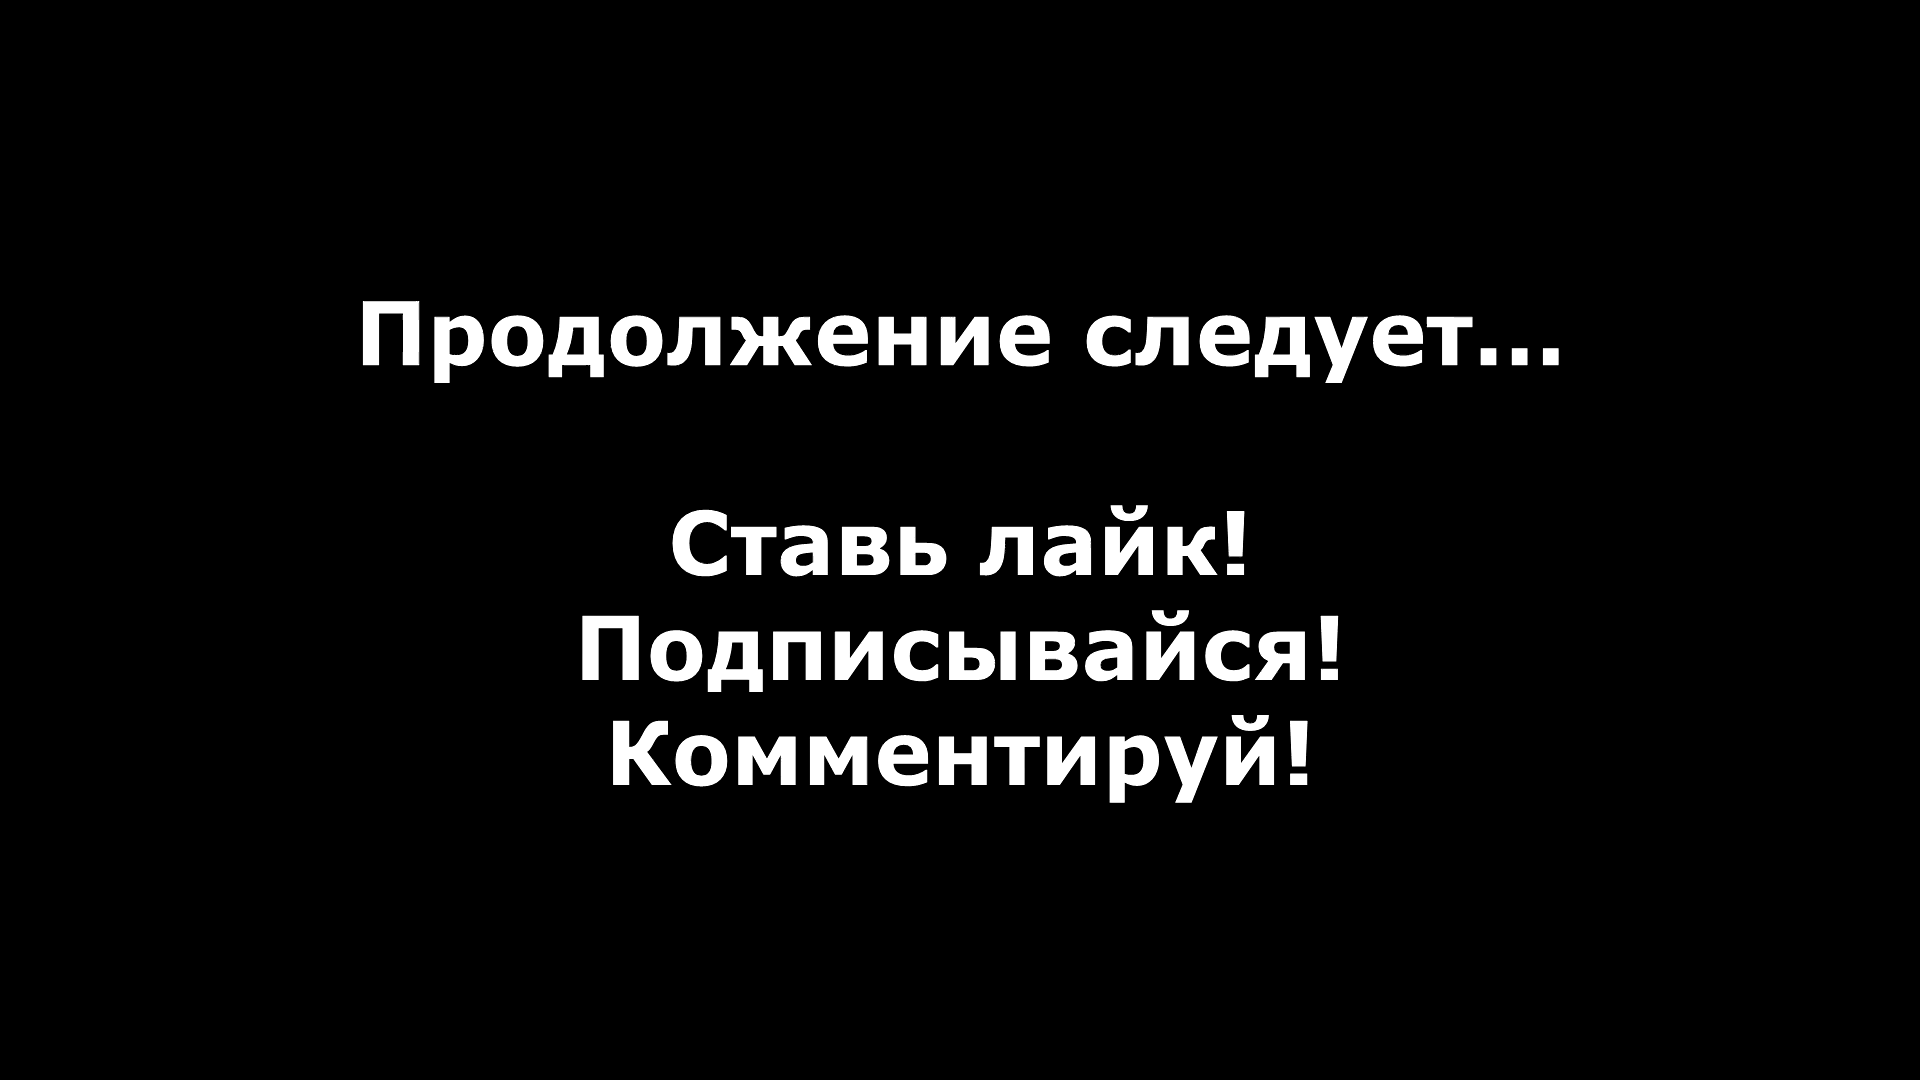 Продолжение следует...
Ставь лайк!
Подписывайся!
Комментируй!